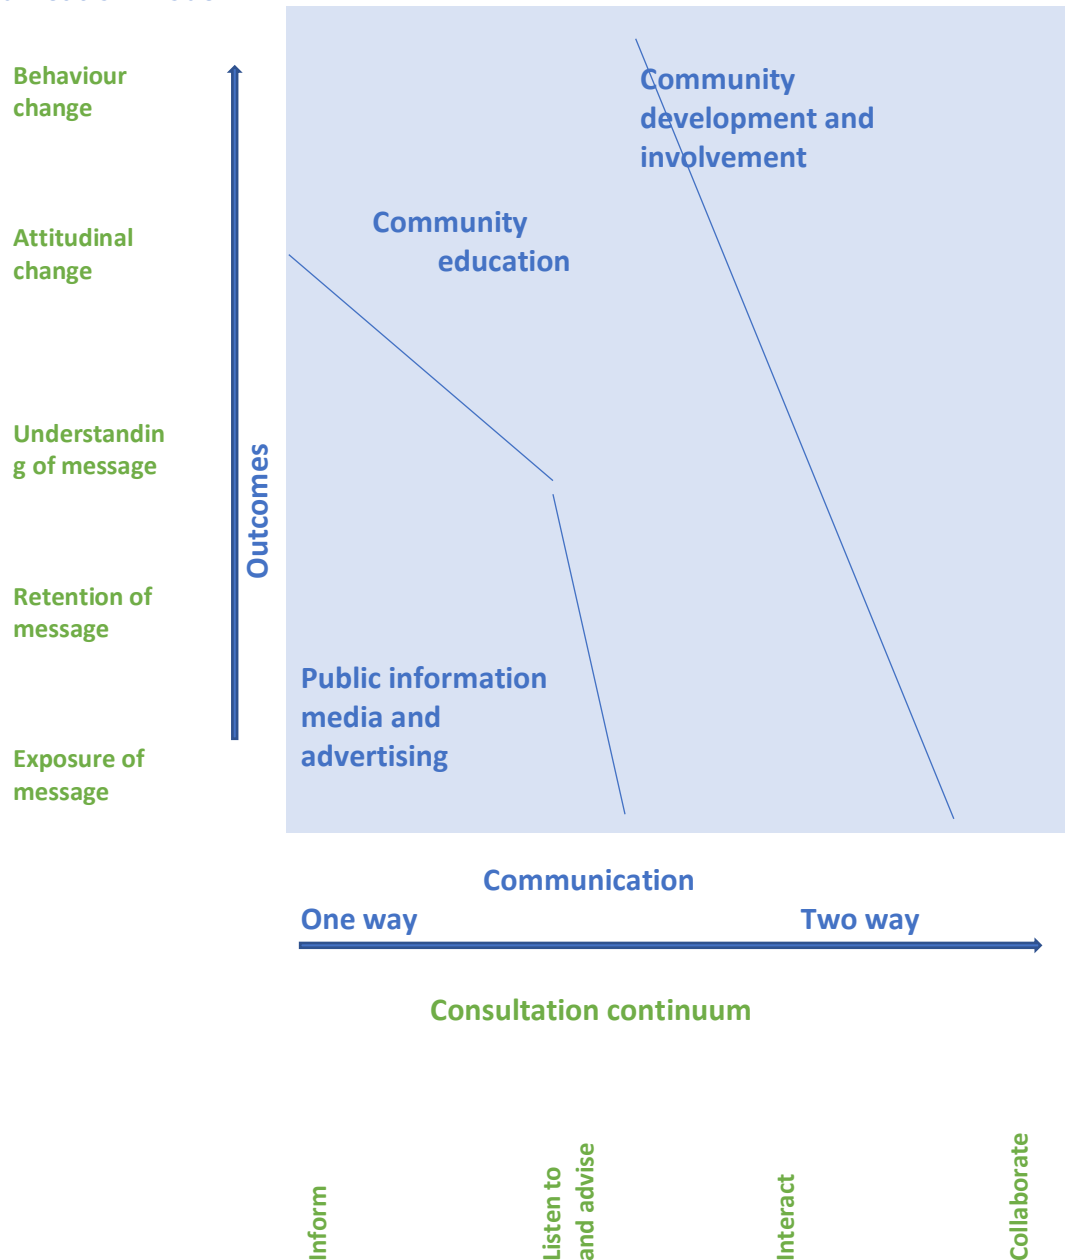 Behaviour
change
Attitudinal
change
Understandin
g of message
Retention of
message
Exposure of
message
Outcomes
Community
development and
involvement
Community
education
Public information
media and
advertising
Communication
One way
Two way
Consultation continuum
Inform
Listen to
and advise
Interact
Collaborate